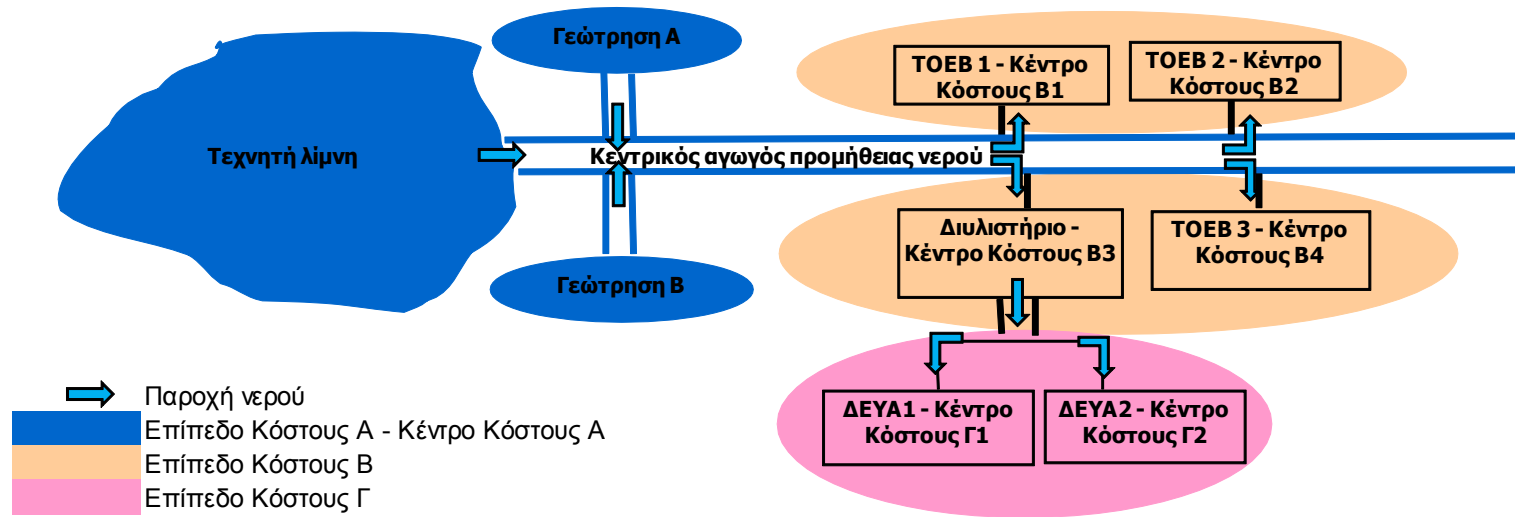 Γεώτρηση Α
ΤΟΕΒ 1 - Κέντρο
Κόστους Β1
ΤΟΕΒ 2 - Κέντρο
Κόστους Β2
Τεχνητή λίμνη
Κεντρικός αγωγός προμήθειας νερού
Διυλιστήριο -
Κέντρο Κόστους Β3
ΤΟΕΒ 3 - Κέντρο
Κόστους Β4
Γεώτρηση Β
ΔΕΥΑ1 - Κέντρο
Κόστους Γ1
ΔΕΥΑ2 - Κέντρο
Κόστους Γ2
Παροχή νερού
Επίπεδο Κόστους Α - Κέντρο Κόστους Α
Επίπεδο Κόστους Β
Επίπεδο Κόστους Γ